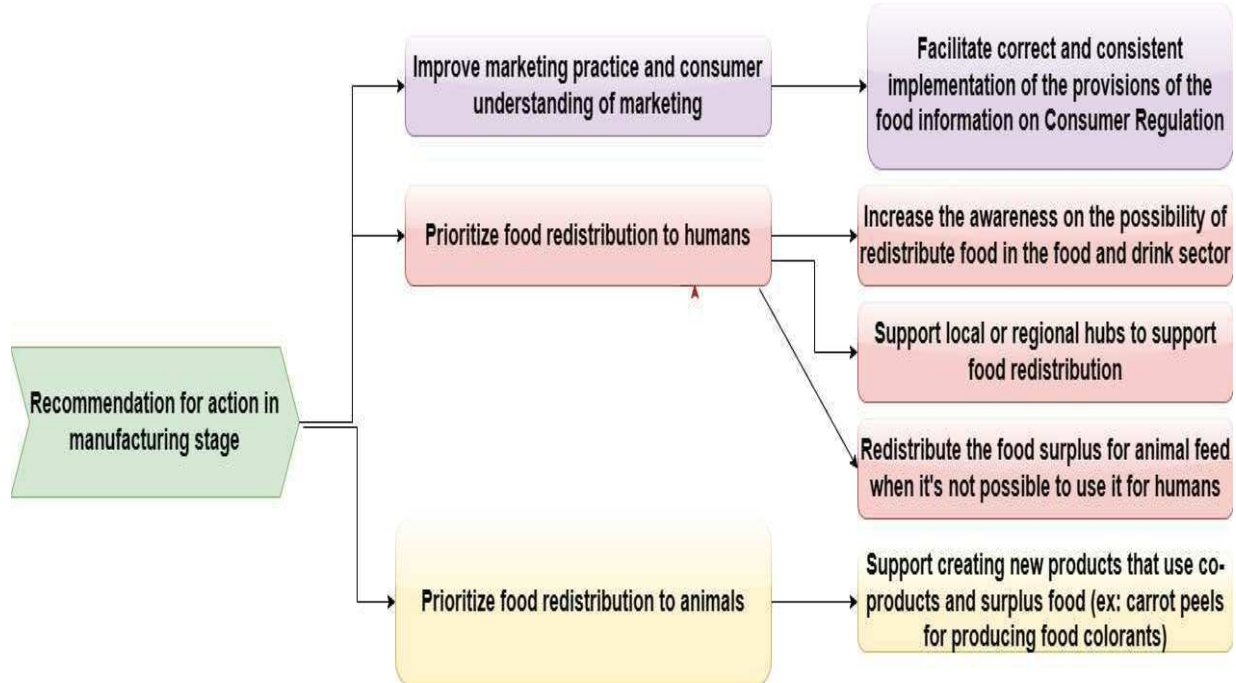 Improve marketing practice and consumer
understanding of marketing
Facilitate correct and consistent
implementation of the provisions of the
food information on Consumer Regulation
Prioritize food redistribution to humans
Increase the awareness on the possibility of
redistribute food in the food and drink sector
Support local or regional hubs to support
food redistribution
Recommendation for action in
manufacturing stage
Redistribute the food surplus for animal feed
when it's not possible to use it for humans
Prioritize food redistribution to animals
Support creating new products that use co-
products and surplus food (ex: carrot peels
for producing food colorants)